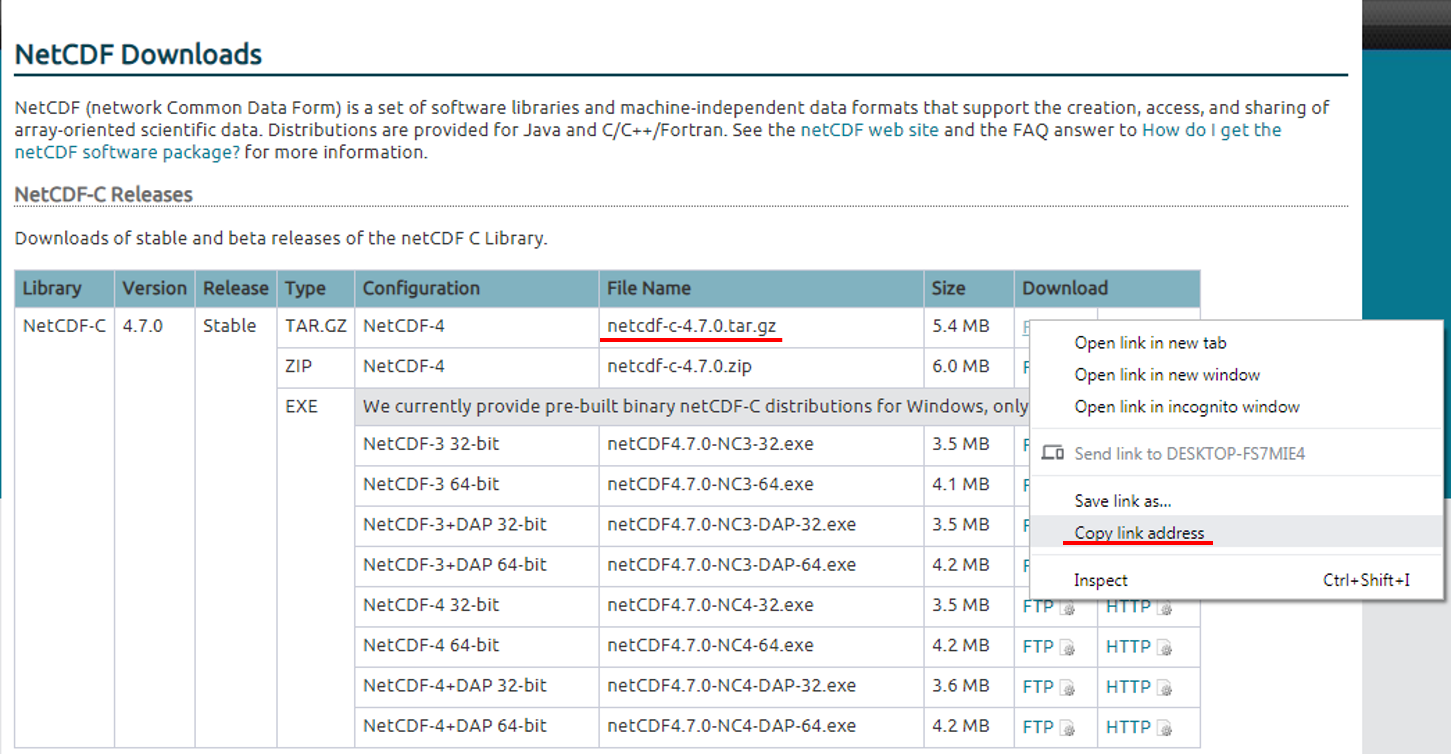 NetCDF Downloads
NetCDF (network Common Data Form) is a set of software libraries and machine-independent data formats that support the creation, access, and sharing of
array-oriented scientific data. Distributions are provided for Java and C/C++/Fortran. See the netCDF web site and the FAQ answer to How do I get the
netCDF software package? for more information.
NetCDF-C Releases
Downloads of stable and beta releases of the netCDF C Library.
Library Version Release Type Configuration File Name Size Download
NetCDF-C 4.7.0 Stable TAR.GZ NetCDF-4 netcdf-c-4.7.0.tar.gz 5.4 MB
ZIP NetCDF-4 netcdf-c-4.7.0.zip 6.0 MB
EXE We currently provide pre-built binary netCDF-C distributions for Windows, only
NetCDF-3 32-bit netCDF4.7.0-NC3-32.exe 3.5 MB
NetCDF-3 64-bit netCDF4.7.0-NC3-64.exe 4.1 MB
NetCDF-3+DAP 32-bit netCDF4.7.0-NC3-DAP-32.exe 3.5 MB
NetCDF-3+DAP 64-bit netCDF4.7.0-NC3-DAP-64.exe 4.2 MB
NetCDF-4 32-bit netCDF4.7.0-NC4-32.exe 3.5 MB FTP HTTP
NetCDF-4 64-bit netCDF4.7.0-NC4-64.exe 4.2 MB FTP HTTP
NetCDF-4+DAP 32-bit netCDF4.7.0-NC4-DAP-32.exe 3.6 MB FTP HTTP
NetCDF-4+DAP 64-bit netCDF4.7.0-NC4-DAP-64.exe 4.2 MB FTP HTTP
Open link in new tab
Open link in new window
Open link in incognito window
Send link to DESKTOP-FS7MIE4
Save link as...
Copy link address
Inspect Ctrl+Shift+I